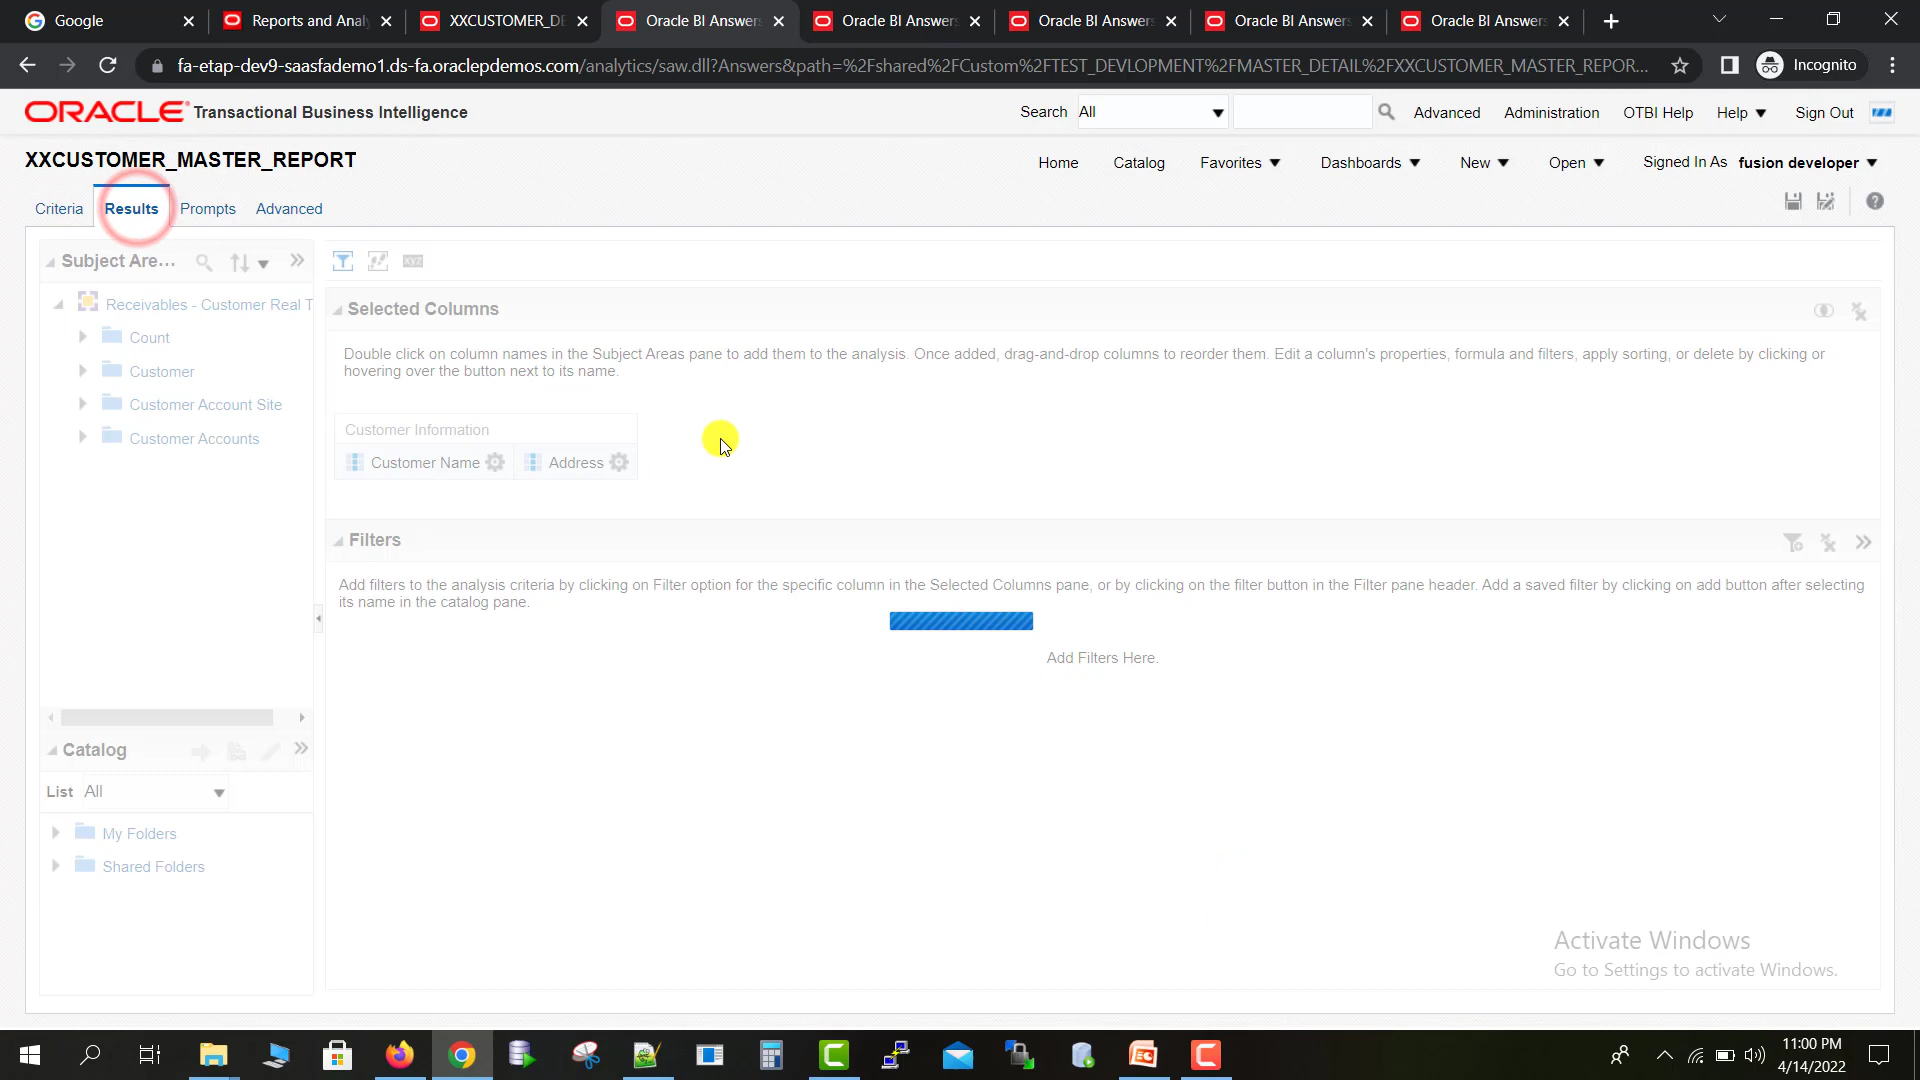 Google
Reports and Analy
XXCUSTOMER_DE
Oracle BI Answers
Oracle BI Answers
Oracle BI Answers
Oracle BI Answers
Oracle BI Answers
fa-etap-dev9-saasfademo1.ds-fa.oraclepdemos.com/analytics/saw.dll?Answers&path=%2Fshared%2FCustom%2FTEST_DEVLOPMENT%2FMASTER_DETAIL%2FXXCUSTOMER_MASTER_REPOR...
Incognito
ORACLE Transactional Business Intelligence
Search All
Advanced
Administration
OTBI Help
Help
Sign Out
XXCUSTOMER_MASTER_REPORT
Home
Catalog
Favorites
Dashboards
New
Open
Signed In As fusion developer
Criteria
Results
Prompts
Advanced
Subject Are...
Receivables - Customer Real T
Count
Customer
Customer Account Site
Customer Accounts
Catalog
List All
My Folders
Shared Folders
xyz
Selected Columns
Double click on column names in the Subject Areas pane to add them to the analysis. Once added, drag-and-drop columns to reorder them. Edit a column's properties, formula and filters, apply sorting, or delete by clicking or
hovering over the button next to its name.
Customer Information
Customer Name
Address
Filters
Add filters to the analysis criteria by clicking on Filter option for the specific column in the Selected Columns pane, or by clicking on the filter button in the Filter pane header. Add a saved filter by clicking on add button after selecting
its name in the catalog pane.
Add Filters Here.
Activate Windows
Go to Settings to activate Windows.
11:00 PM
4/14/2022